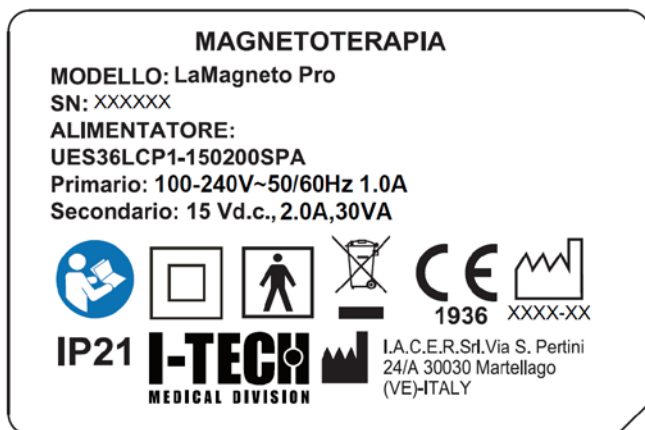 MAGNETOTERAPIA
MODELLO: LaMagneto Pro
SN: XXXXXX
ALIMENTATORE:
UES36LCP1-150200SPA
Primario: 100-240V~50/60Hz 1.0A
Secondario: 15 Vd.c., 2.0A,30VA
CE
1936
XXXX-XX
IP21
I-TECH
MEDICAL DIVISION
I.A.C.E.R.Srl.Via S. Pertini
24/A 30030 Martellago
(VE)-ITALY